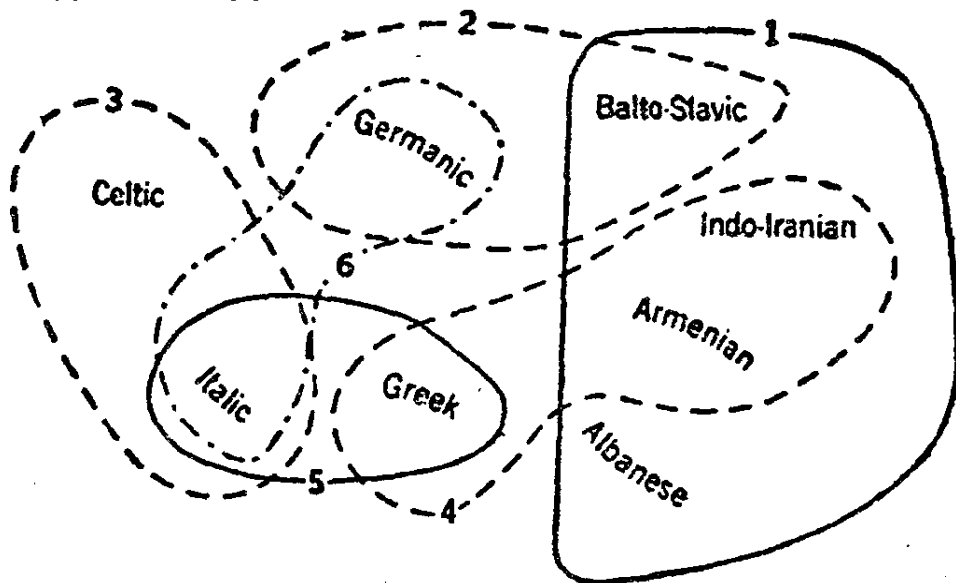 2
1
3
Balto-Slavic
Germanic
Celtic
Indo-Iranian
6
Armenian
Italic
Greek
Albanese
5
4